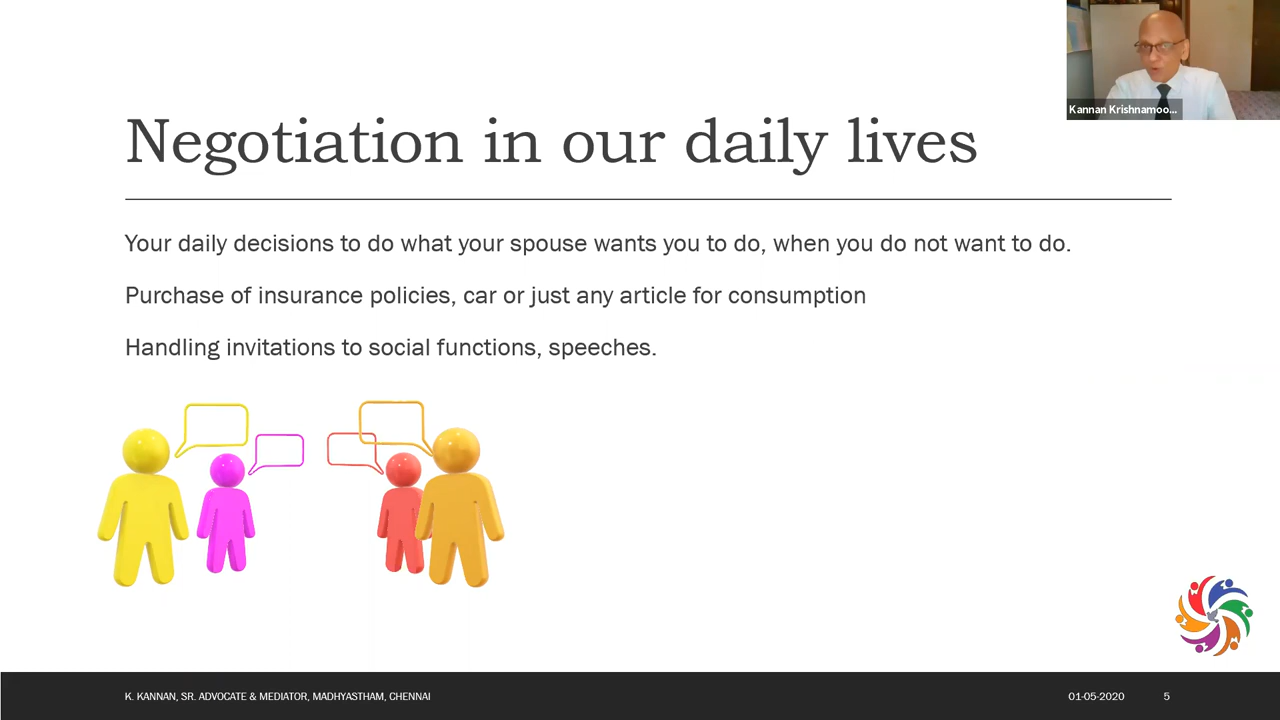 Kannan Krishnamoo...
Negotiation in our daily lives
Your daily decisions to do what your spouse wants you to do, when you do not want to do.
Purchase of insurance policies, car or just any article for consumption
Handling invitations to social functions, speeches.
K. KANNAN, SR. ADVOCATE & MEDIATOR, MADHYASTHAM, CHENNAI
01-05-2020
5